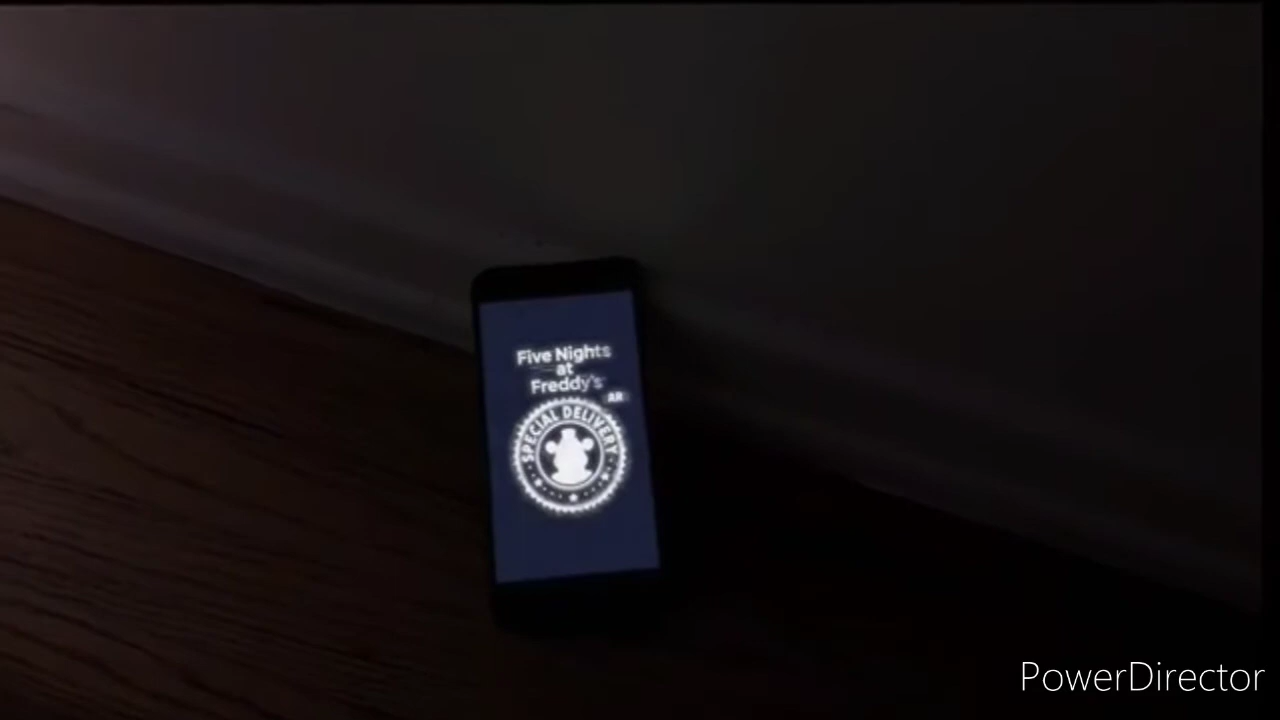 Five Nights
at
Freddy's
AR
SPECIAL DELIVERY
PowerDirector